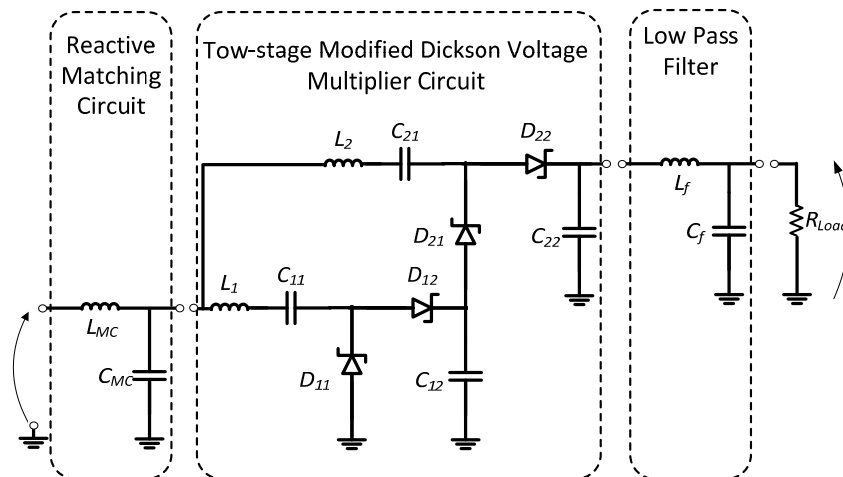 Reactive
Matching
Circuit
Tow-stage Modified Dickson Voltage
Multiplier Circuit
Low Pass
Filter
L2
C21
D22
Lf
D21
C22
Cf
RLoad
L1
C11
D12
LMC
CMC
D11
C12